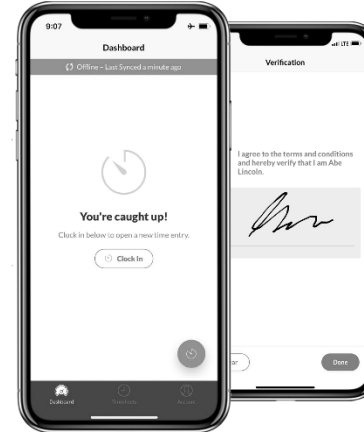 9:07
Dashboard
Offline – Last Synced a minute ago
You're caught up!
Clock in below to open a new time entry.
Clock In
Dashboard
Timesheets
Account
LTE
Verification
I agree to the terms and conditions
and hereby verify that I am Abe
Lincoln.
Done